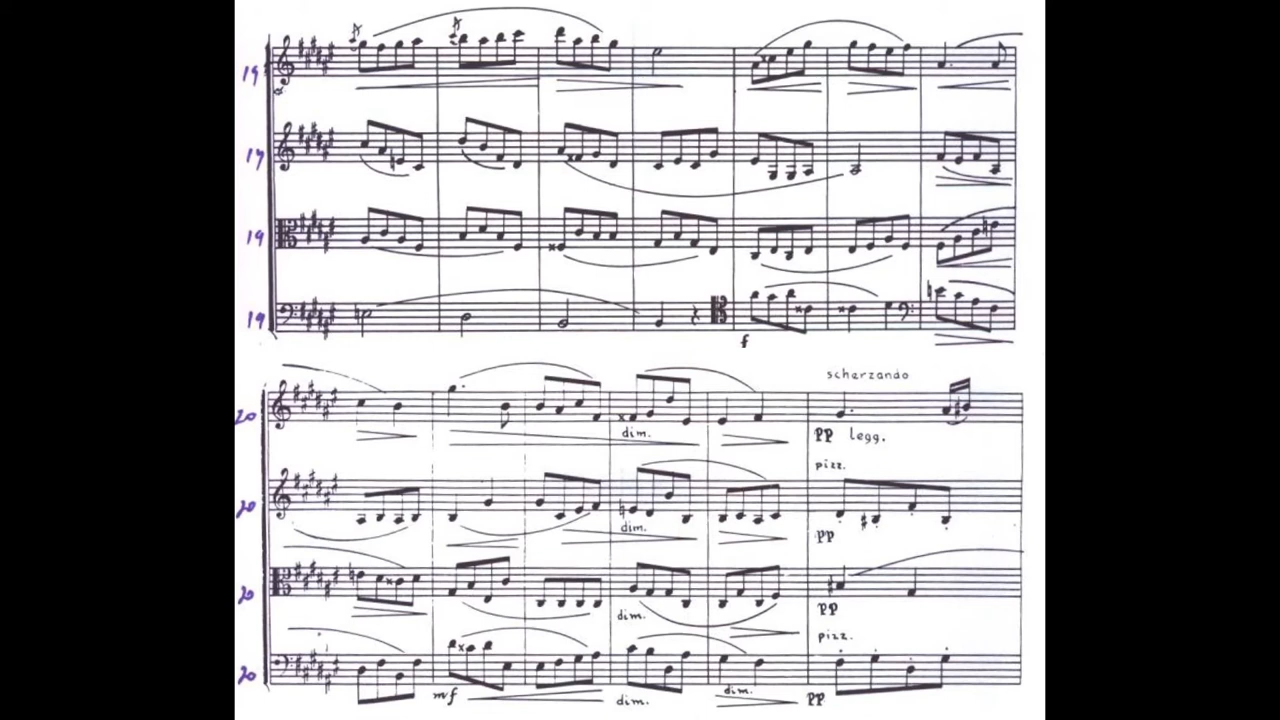 19
19
19
19
f
scherzando
20
dim.
pp legg.
pizz.
20
dim.
pp
20
dim.
pp
pizz.
20
mf
dim.
dim.
pp